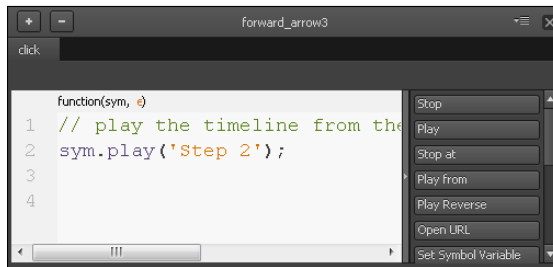 + - forward_arrow3
click
function(sym, e)
1 // play the timeline from the
2 sym.play('Step 2');
3
4
Stop
Play
Stop at
Play from
Play Reverse
Open URL
Set Symbol Variable